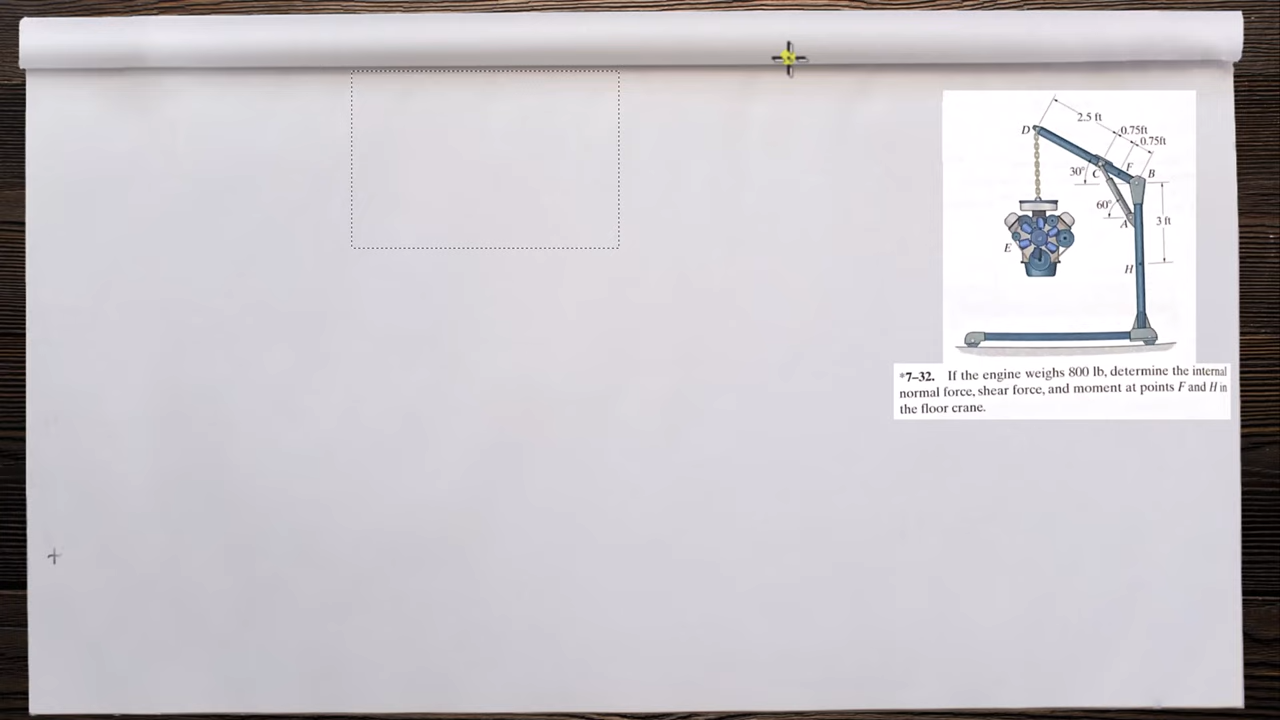 2.5 ft
0.75ft
0.75ft
D
30°
C
F
B
60°
A
3 ft
E
H
*7–32. If the engine weighs 800 lb, determine the internal
normal force, shear force, and moment at points F and H in
the floor crane.